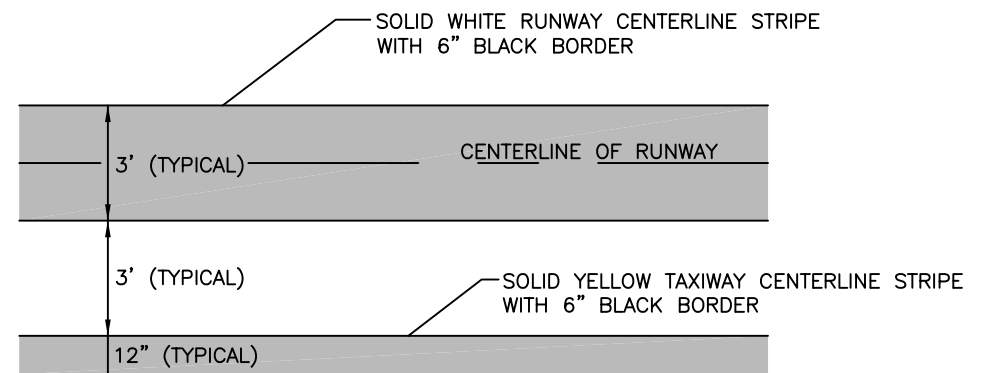 SOLID WHITE RUNWAY CENTERLINE STRIPE
WITH 6” BLACK BORDER
CENTERLINE OF RUNWAY
3’ (TYPICAL)
3’ (TYPICAL)
SOLID YELLOW TAXIWAY CENTERLINE STRIPE
WITH 6” BLACK BORDER
12” (TYPICAL)